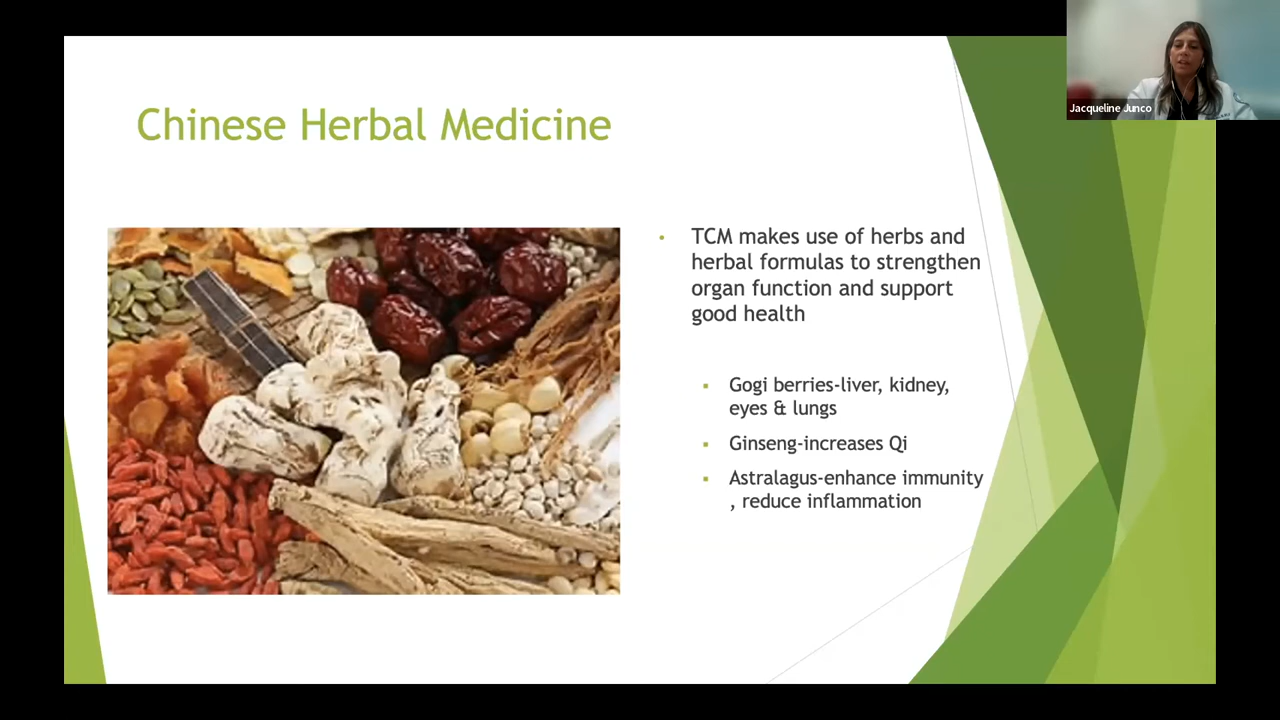 Jacqueline Junco
Chinese Herbal Medicine
TCM makes use of herbs and
herbal formulas to strengthen
organ function and support
good health
Gogi berries-liver, kidney,
eyes & lungs
Ginseng-increases Qi
Astralagus-enhance immunity
, reduce inflammation